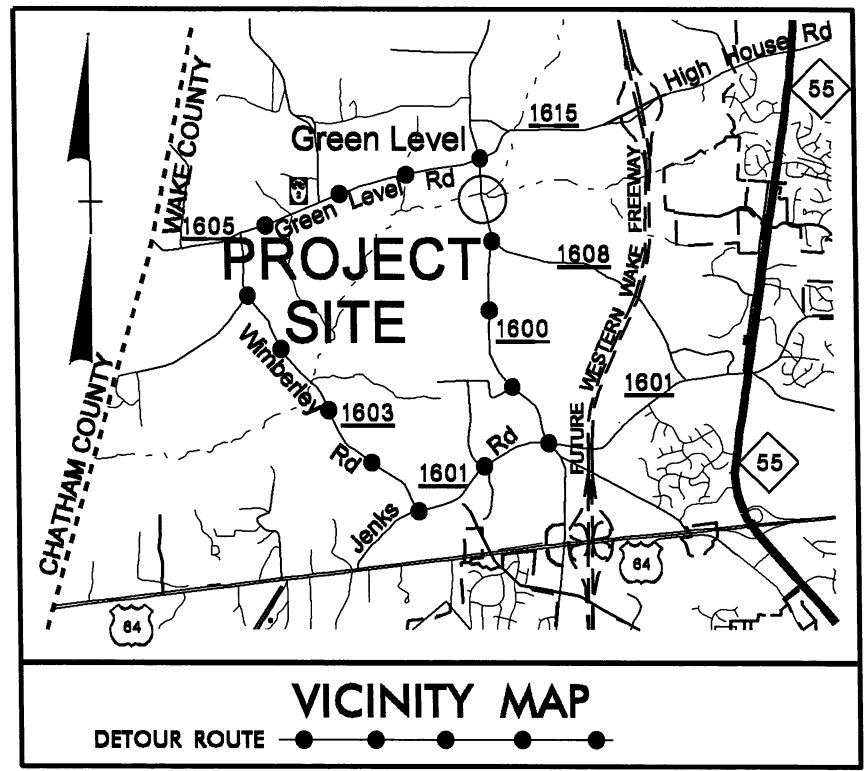 High House Rd
55
1615
Green Level
WAKE COUNTY
Green Level Rd
1605
WESTERN WAKE FREEWAY
FUTURE
PROJECT
SITE
1608
1600
Wimberley
Rd
1603
1601
CHATHAM COUNTY
Jenks Rd
1601
55
64
64
VICINITY MAP
DETOUR ROUTE